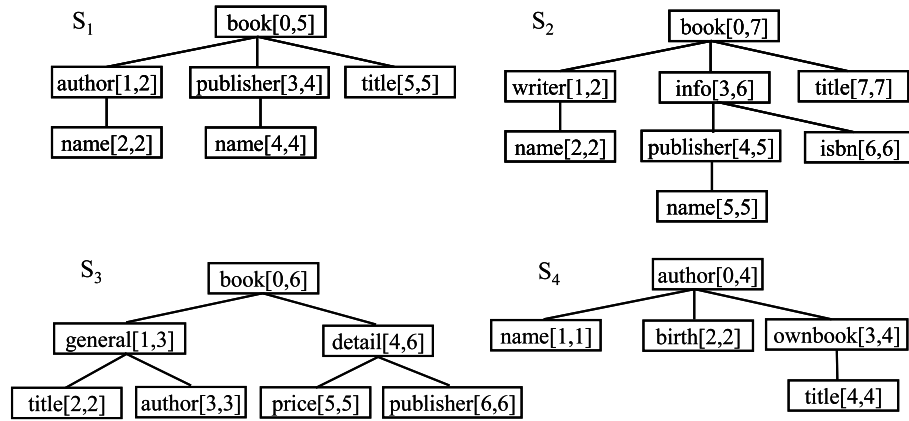 S1 book[0,5]
author[1,2] publisher[3,4] title[5,5]
name[2,2] name[4,4]
S2 book[0,7]
writer[1,2] info[3,6] title[7,7]
name[2,2] publisher[4,5] isbn[6,6]
name[5,5]
S3 book[0,6]
general[1,3] detail[4,6]
title[2,2] author[3,3] price[5,5] publisher[6,6]
S4 author[0,4]
name[1,1] birth[2,2] ownbook[3,4]
title[4,4]